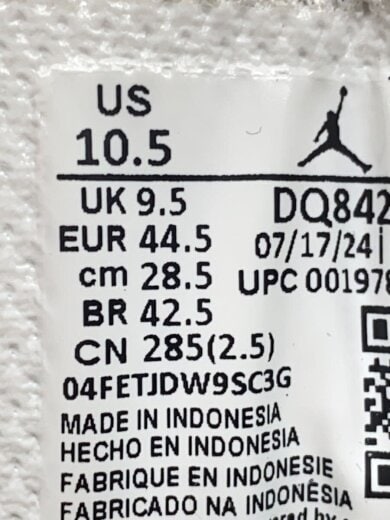 US
10.5
UK 9.5
EUR 44.5
cm 28.5
BR 42.5
CN 285(2.5)
DQ842
07/17/24
UPC 001978
04FETJDW9SC3G
MADE IN INDONESIA
HECHO EN INDONESIA
FABRIQUE EN INDONESIE
FABRICADO NA INDONÉSIA